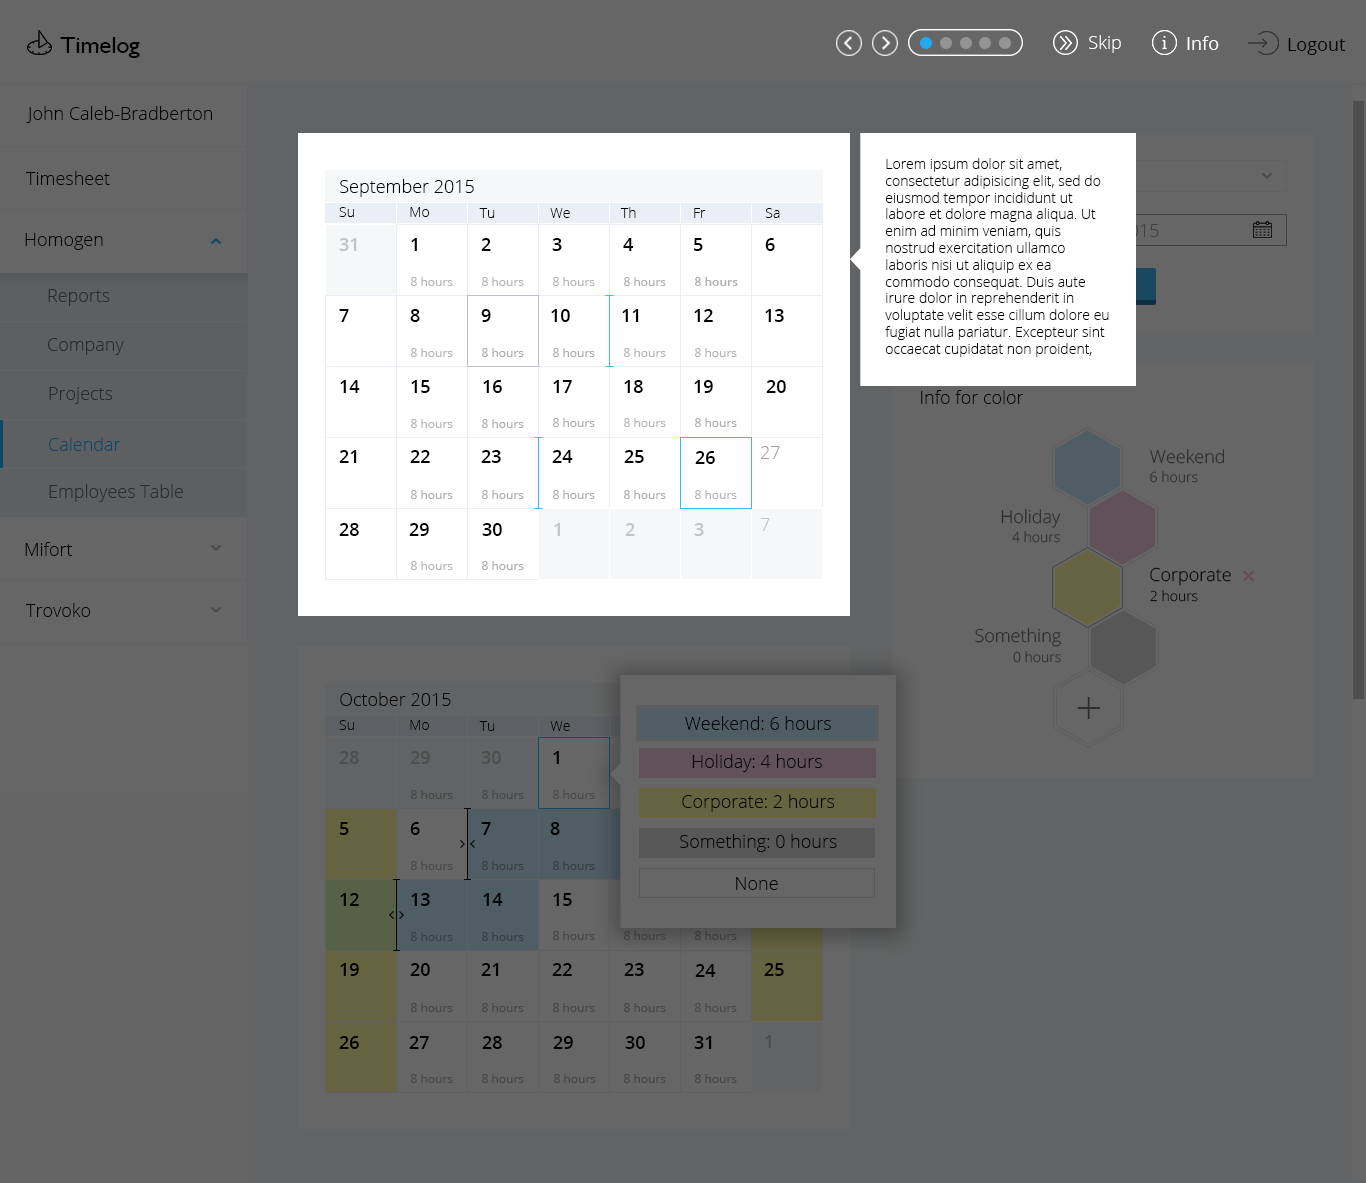 Timelog
Skip
Info
Logout
John Caleb-Bradberton
Timesheet
Homogen
Reports
Company
Projects
Calendar
Employees Table
Mifort
Trovoko
September 2015
Su Mo Tu We Th Fr Sa
31 1 2 3 4 5 6
8 hours 8 hours 8 hours 8 hours 8 hours
7 8 9 10 11 12 13
8 hours 8 hours 8 hours 8 hours 8 hours
14 15 16 17 18 19 20
8 hours 8 hours 8 hours 8 hours 8 hours
21 22 23 24 25 26 27
8 hours 8 hours 8 hours 8 hours 8 hours
28 29 30 1 2 3 7
8 hours 8 hours
Lorem ipsum dolor sit amet,
consectetur adipisicing elit, sed do
eiusmod tempor incididunt ut
labore et dolore magna aliqua. Ut
enim ad minim veniam, quis
nostrud exercitation ullamco
laboris nisi ut aliquip ex ea
commodo consequat. Duis aute
irure dolor in reprehenderit in
voluptate velit esse cillum dolore eu
fugiat nulla pariatur. Excepteur sint
occaecat cupidatat non proident,
Info for color
Weekend
6 hours
Holiday
4 hours
Corporate
2 hours
Something
0 hours
October 2015
Su Mo Tu We
28 29 30 1
8 hours 8 hours 8 hours
5 6 7 8
8 hours 8 hours 8 hours
12 13 14 15
8 hours 8 hours 8 hours 8 hours 8 hours
19 20 21 22 23 24 25
8 hours 8 hours 8 hours 8 hours 8 hours
26 27 28 29 30 31 1
8 hours 8 hours 8 hours 8 hours 8 hours
Weekend: 6 hours
Holiday: 4 hours
Corporate: 2 hours
Something: 0 hours
None